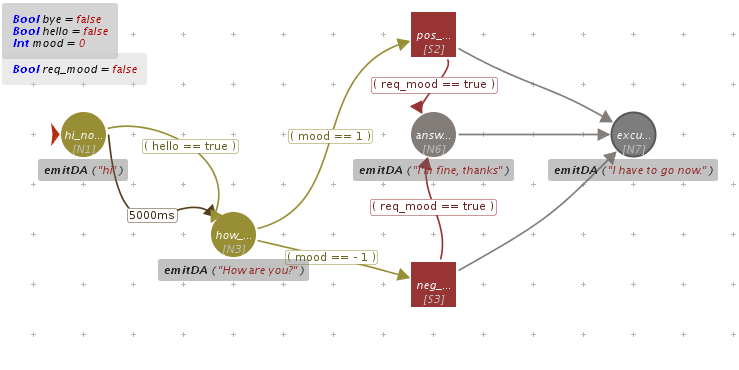 Bool bye = false
Bool hello = false
Int mood = 0
Bool req_mood = false
pos_...
[S2]
( req_mood == true )
hi_no...
[N1]
( hello == true )
( mood == 1 )
answ...
[N6]
excu...
[N7]
emitDA ("hi")
emitDA ("I'm fine, thanks")
emitDA ("I have to go now.")
5000ms
( req_mood == true )
how_...
[N3]
( mood == - 1 )
emitDA ("How are you?")
neg_...
[S3]